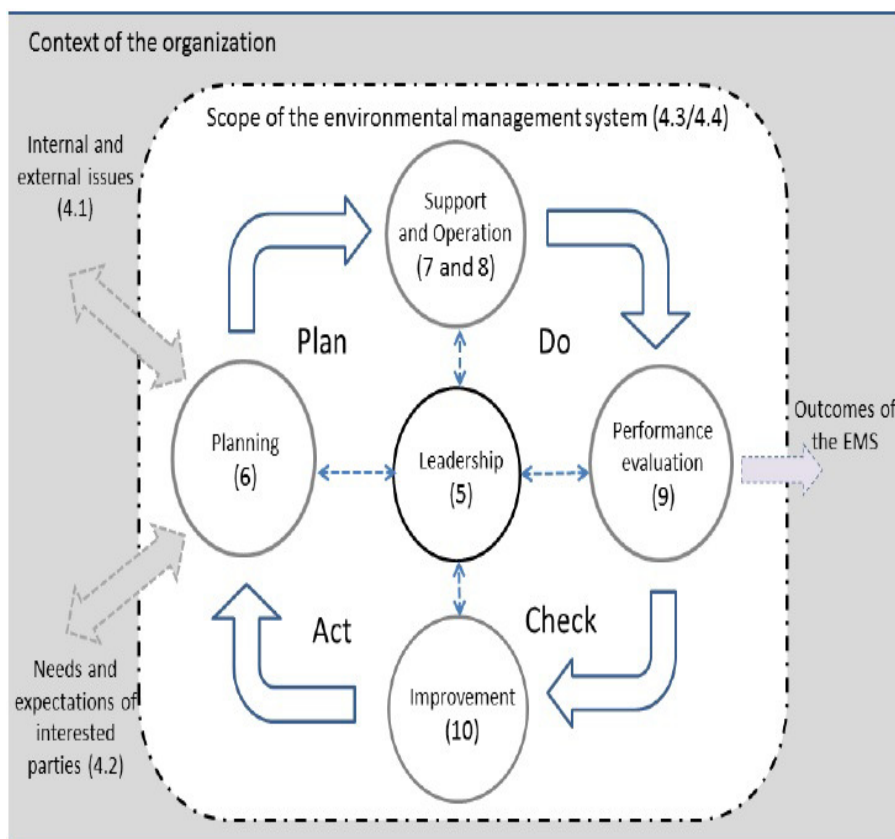 Context of the organization
Scope of the environmental management system (4.3/4.4)
Internal and
external issues
(4.1)
Support
and Operation
(7 and 8)
Plan
Do
Planning
(6)
Leadership
(5)
Performance
evaluation
(9)
Outcomes of
the EMS
Act
Check
Needs and
expectations of
interested
parties (4.2)
Improvement
(10)